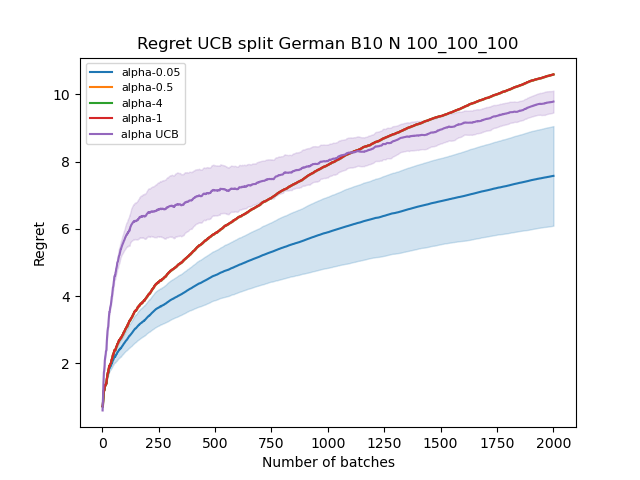 Regret UCB split German B10 N 100_100_100
alpha-0.05
alpha-0.5
alpha-4
alpha-1
alpha UCB
10
8
6
4
2
Regret
0 250 500 750 1000 1250 1500 1750 2000
Number of batches